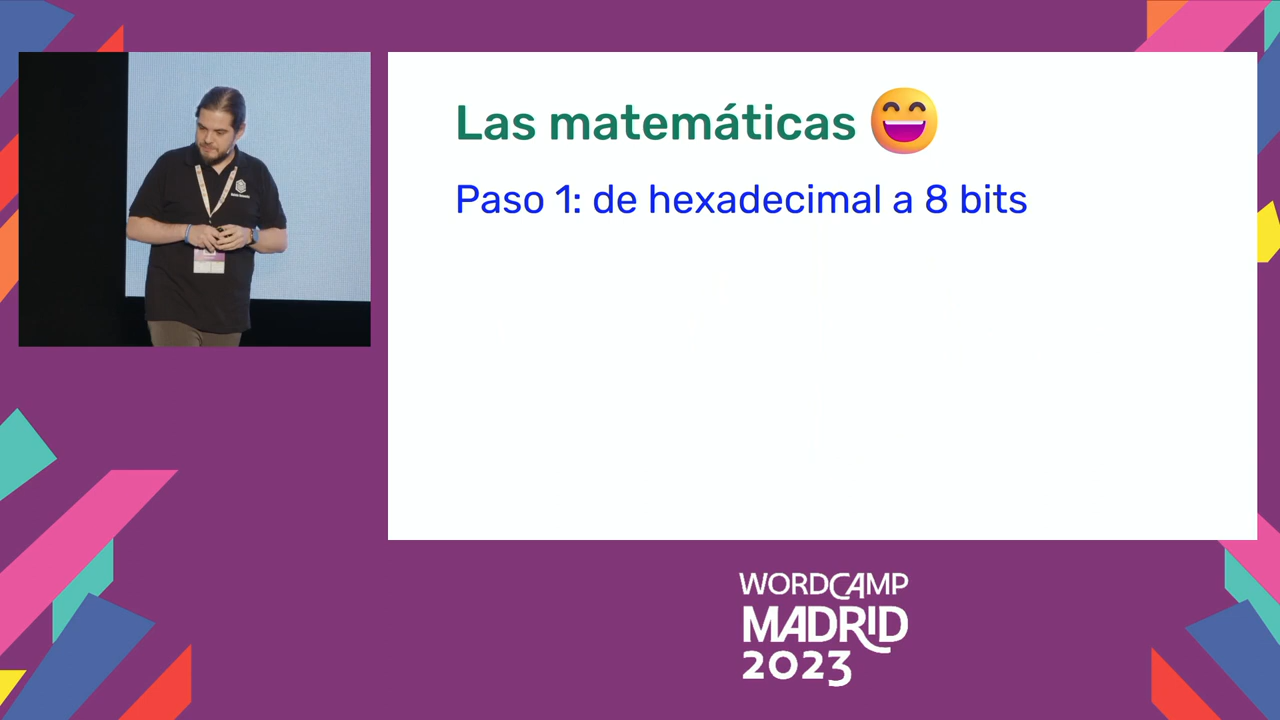 Las matemáticas
Paso 1: de hexadecimal a 8 bits
WORDCAMP
MADRID
2023